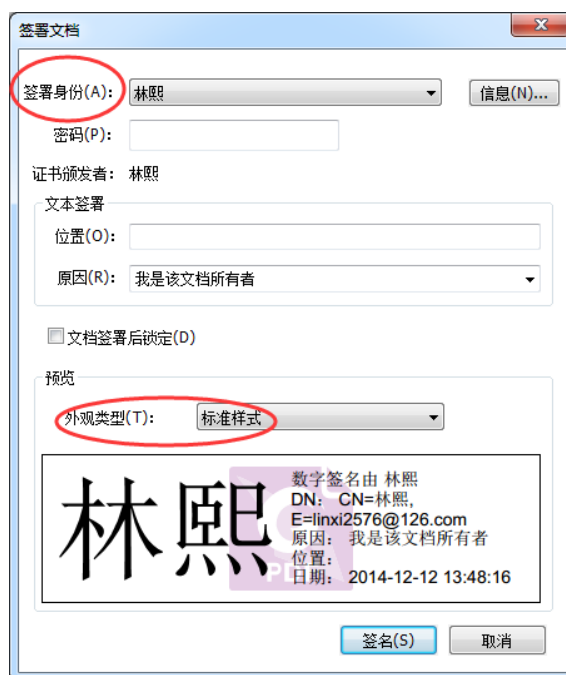 签署文档
签署身份(A): 林熙 信息(N)...
密码(P):
证书颁发者: 林熙
文本签署
位置(O):
原因(R): 我是该文档所有者
文档签署后锁定(D)
预览
外观类型(T): 标准样式
林熙
数字签名由 林熙
DN: CN=林熙,
E=linxi2576@126.com
原因: 我是该文档所有者
位置:
日期: 2014-12-12 13:48:16
PD
签名(S) 取消